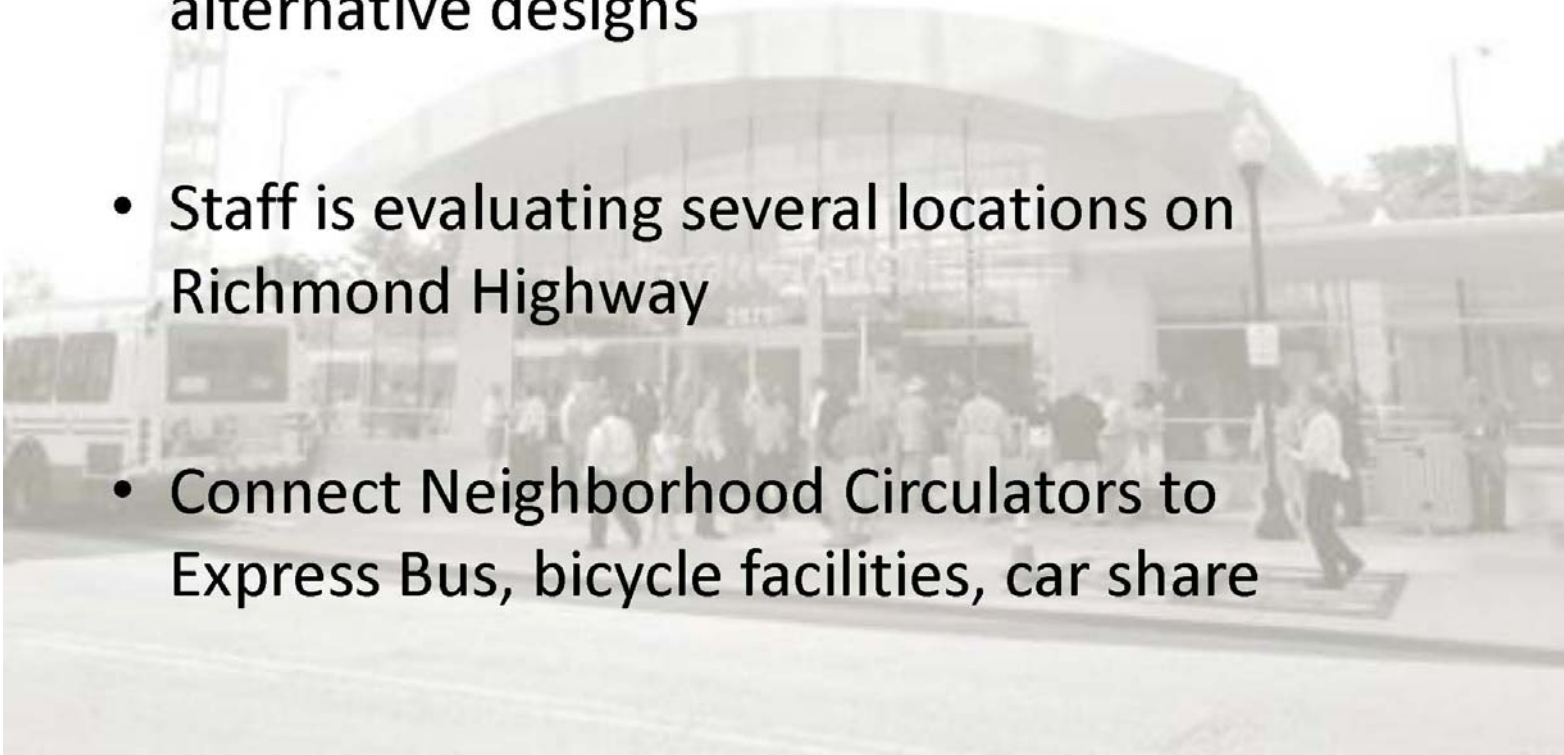 alternative designs
• Staff is evaluating several locations on
Richmond Highway
• Connect Neighborhood Circulators to
Express Bus, bicycle facilities, car share